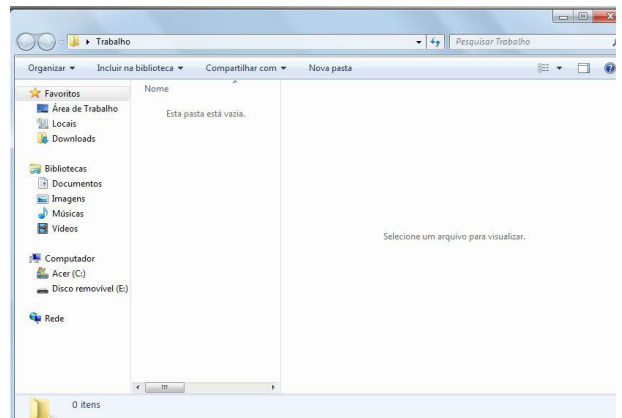 Trabalho
Pesquisar Trabalho
Organizar Incluir na biblioteca Compartilhar com Nova pasta
Favoritos
Área de Trabalho
Locais
Downloads
Bibliotecas
Documentos
Imagens
Músicas
Vídeos
Computador
Acer (C:)
Disco removível (E:)
Rede
Nome
Esta pasta está vazia.
Selecione um arquivo para visualizar.
0 itens